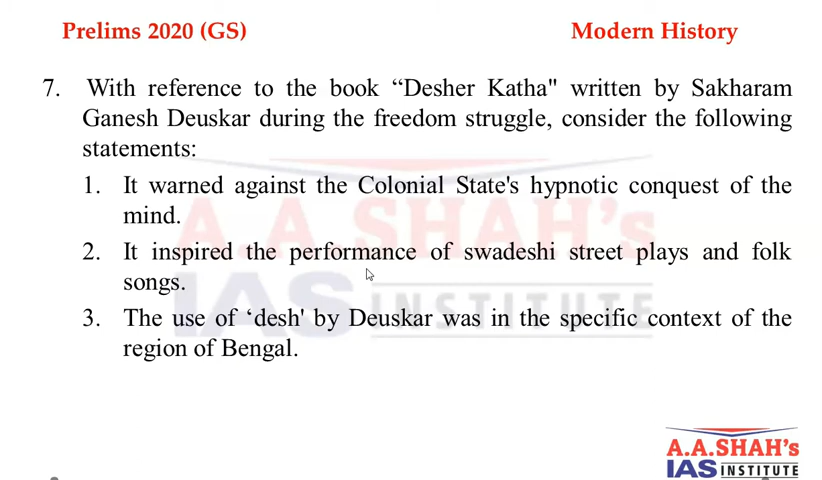 Prelims 2020 (GS) Modern History
7. With reference to the book “Desher Katha" written by Sakharam
Ganesh Deuskar during the freedom struggle, consider the following
statements:
1. It warned against the Colonial State's hypnotic conquest of the
mind.
2. It inspired the performance of swadeshi street plays and folk
songs.
3. The use of ‘desh' by Deuskar was in the specific context of the
region of Bengal.
A.A.SHAH's
IAS INSTITUTE
A.A.SHAH's
IAS INSTITUTE